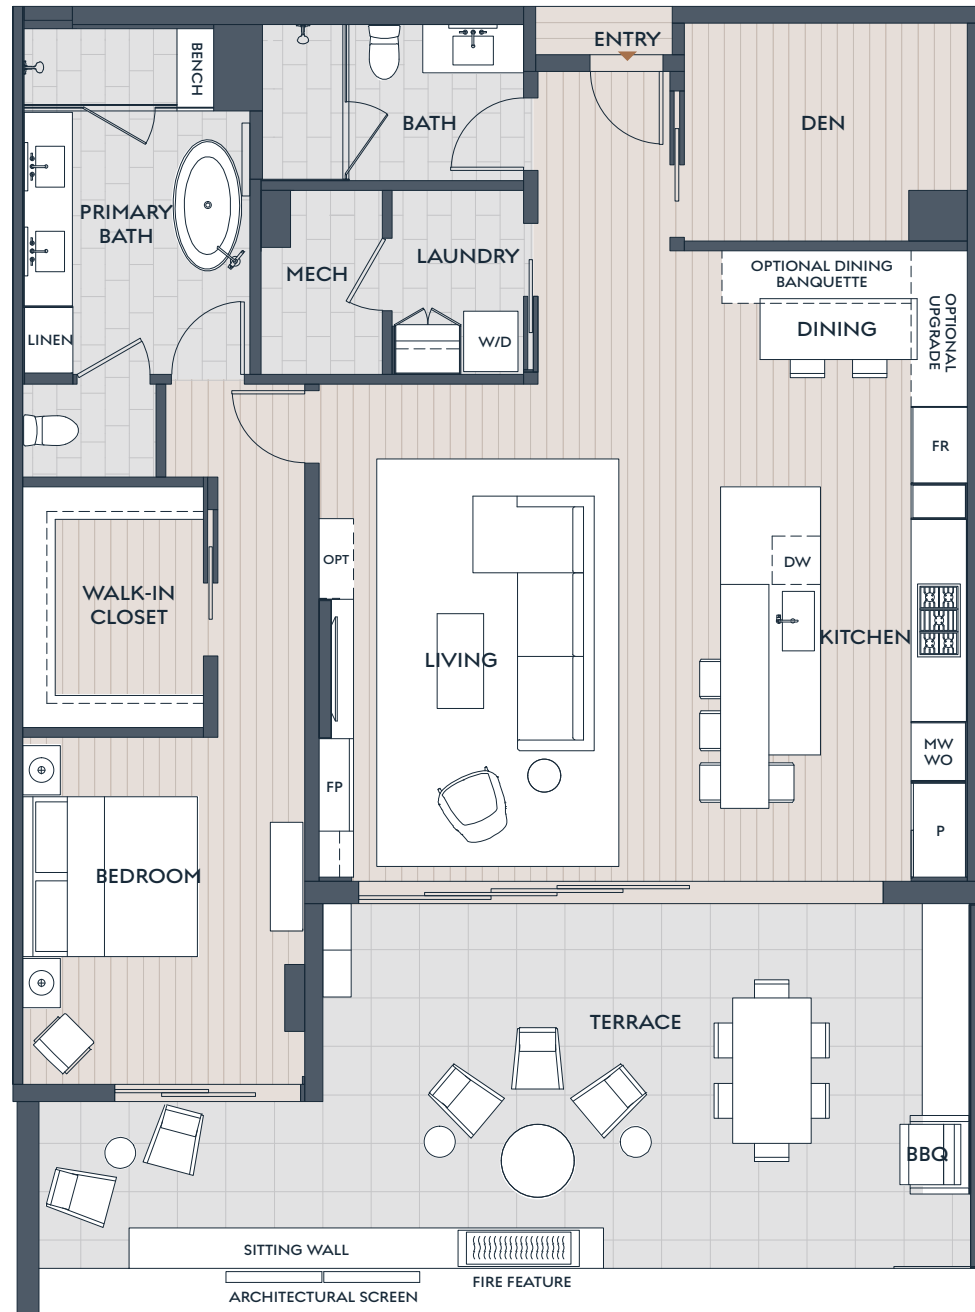 ENTRY
BENCH
BATH
DEN
PRIMARY
BATH
MECH
LAUNDRY
OPTIONAL DINING
BANQUETTE
OPTIONAL
UPGRADE
DINING
LINEN
W/D
FR
OPT
DW
WALK-IN
CLOSET
KITCHEN
LIVING
MW
WO
FP
P
BEDROOM
TERRACE
BBQ
SITTING WALL
FIRE FEATURE
ARCHITECTURAL SCREEN